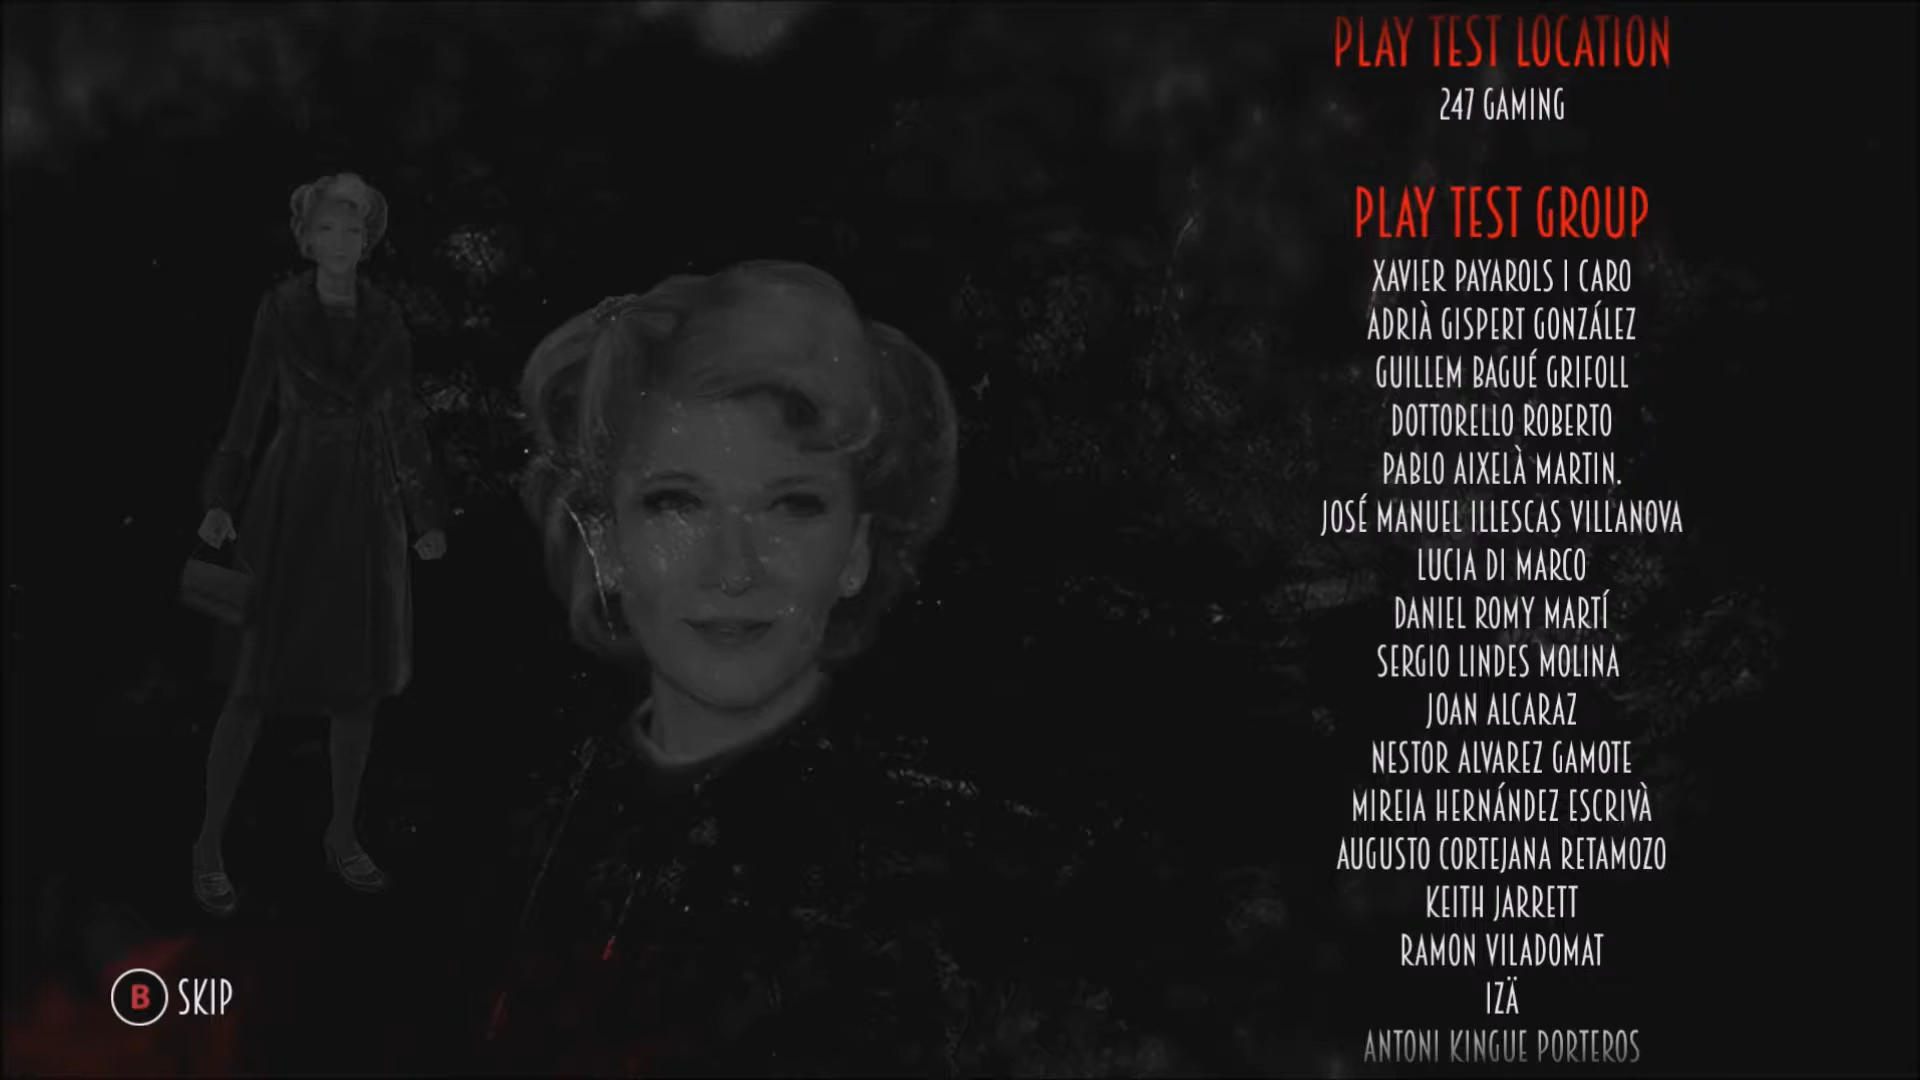 PLAY TEST LOCATION
247 GAMING
PLAY TEST GROUP
XAVIER PAYAROLS I CARO
ADRIÀ GISPERT GONZÁLEZ
GUILLEM BAGUÉ GRIFOLL
DOTTORELLO ROBERTO
PABLO AIXELÀ MARTIN.
JOSÉ MANUEL ILLESCAS VILLANOVA
LUCIA DI MARCO
DANIEL ROMY MARTÍ
SERGIO LINDES MOLINA
JOAN ALCARAZ
NESTOR ALVAREZ GAMOTE
MIREIA HERNÁNDEZ ESCRIVÀ
AUGUSTO CORTEJANA RETAMOZO
KEITH JARRETT
RAMON VILADOMAT
IZÄ
ANTONI KINGUE PORTEROS
B SKIP